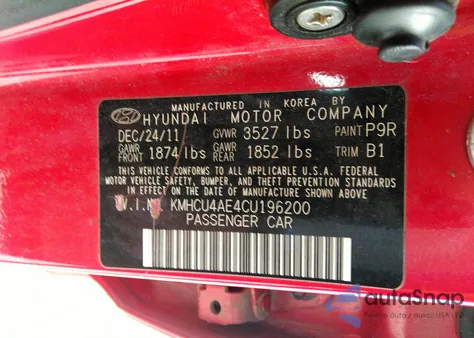 MANUFACTURED IN KOREA BY
HYUNDAI MOTOR COMPANY
DEC/24/11 GVWR 3527 lbs PAINT P9R
GAWR FRONT 1874 lbs GAWR REAR 1852 lbs TRIM B1
THIS VEHICLE CONFORMS TO ALL APPLICABLE U.S.A. FEDERAL
MOTOR VEHICLE SAFETY, BUMPER, AND THEFT PREVENTION STANDARDS
IN EFFECT ON THE DATE OF MANUFACTURE SHOWN ABOVE
V.I.N. KMHCU4AE4CU196200
PASSENGER CAR
autaSnap